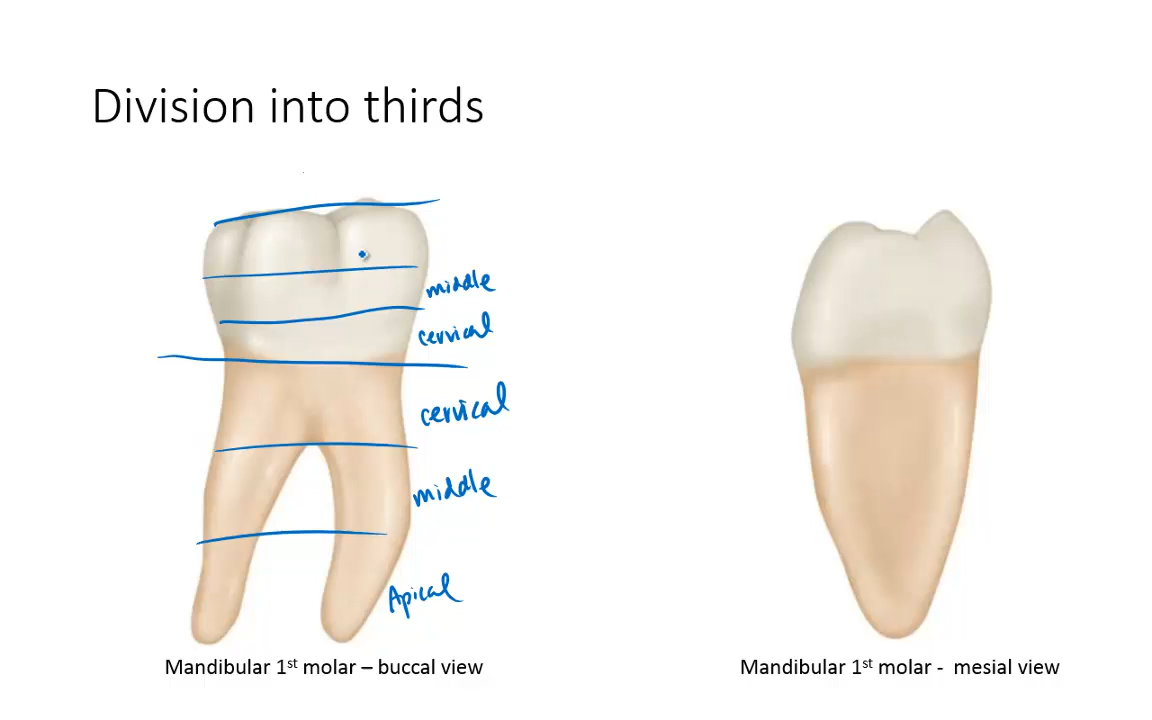 Division into thirds
middle
cervical
cervical
middle
Apical
Mandibular 1st molar – buccal view
Mandibular 1st molar - mesial view